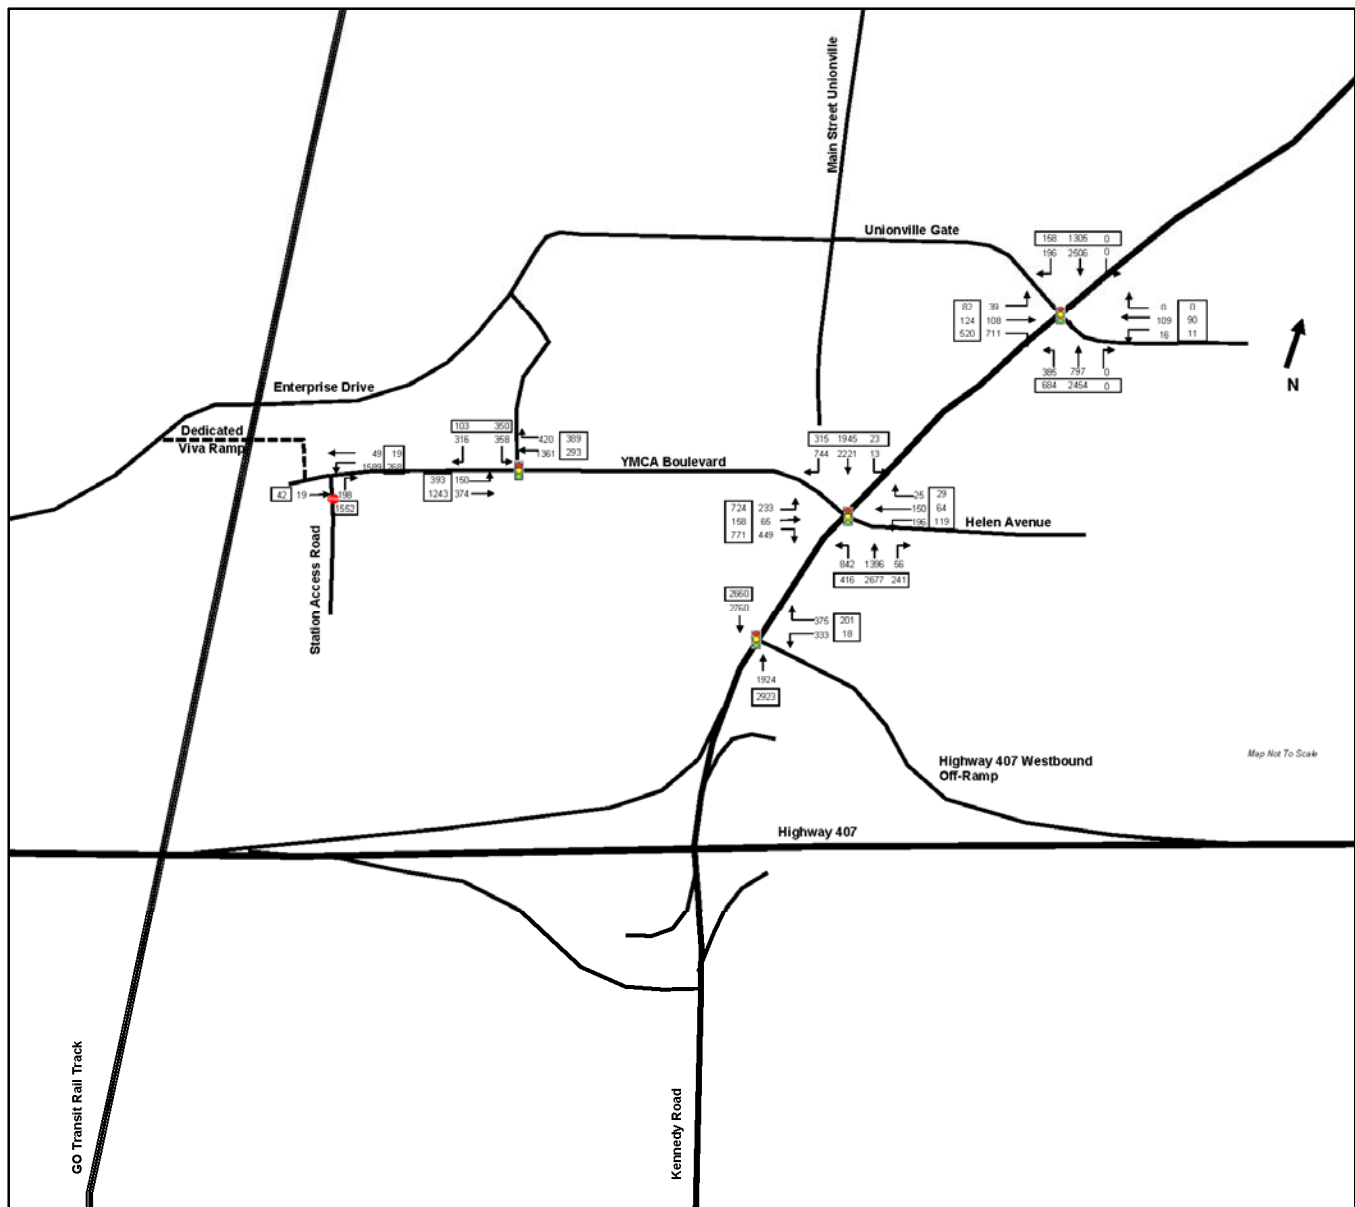 Main Street Unionville
Unionville Gate
158 1305 0
196 2506 0
82 39
124 108
520 711
0 0
109 90
16 11
385 797 0
684 2454 0
N
Enterprise Drive
Dedicated
Viva Ramp
49 19
1589 268
42 19
198
1552
Station Access Road
103 350
316 358
420 389
1361 293
393 150
1243 374
YMCA Boulevard
315 1945 23
744 2221 13
724 233
158 65
771 449
25 29
150 64
196 119
Helen Avenue
842 1396 56
416 2677 241
2660
2760
375 201
333 18
1924
2923
Map Not To Scale
Highway 407 Westbound
Off-Ramp
Highway 407
GO Transit Rail Track
Kennedy Road